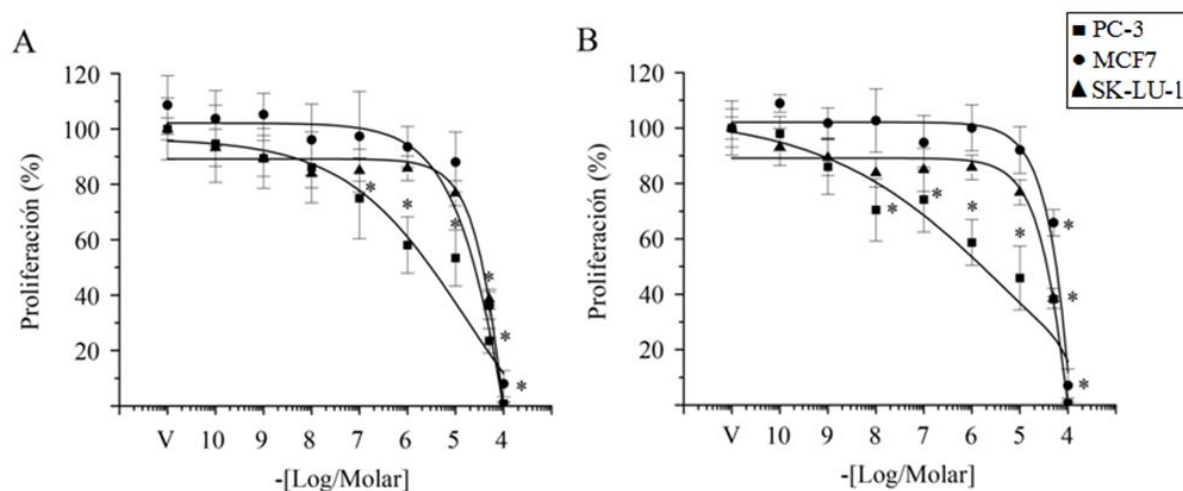 A
B
PC-3
MCF7
SK-LU-1
Proliferación (%)
120
100
80
60
40
20
V 10 9 8 7 6 5 4
-[Log/Molar]
* * * * * *
Proliferación (%)
120
100
80
60
40
20
V 10 9 8 7 6 5 4
-[Log/Molar]
* * * * * * *